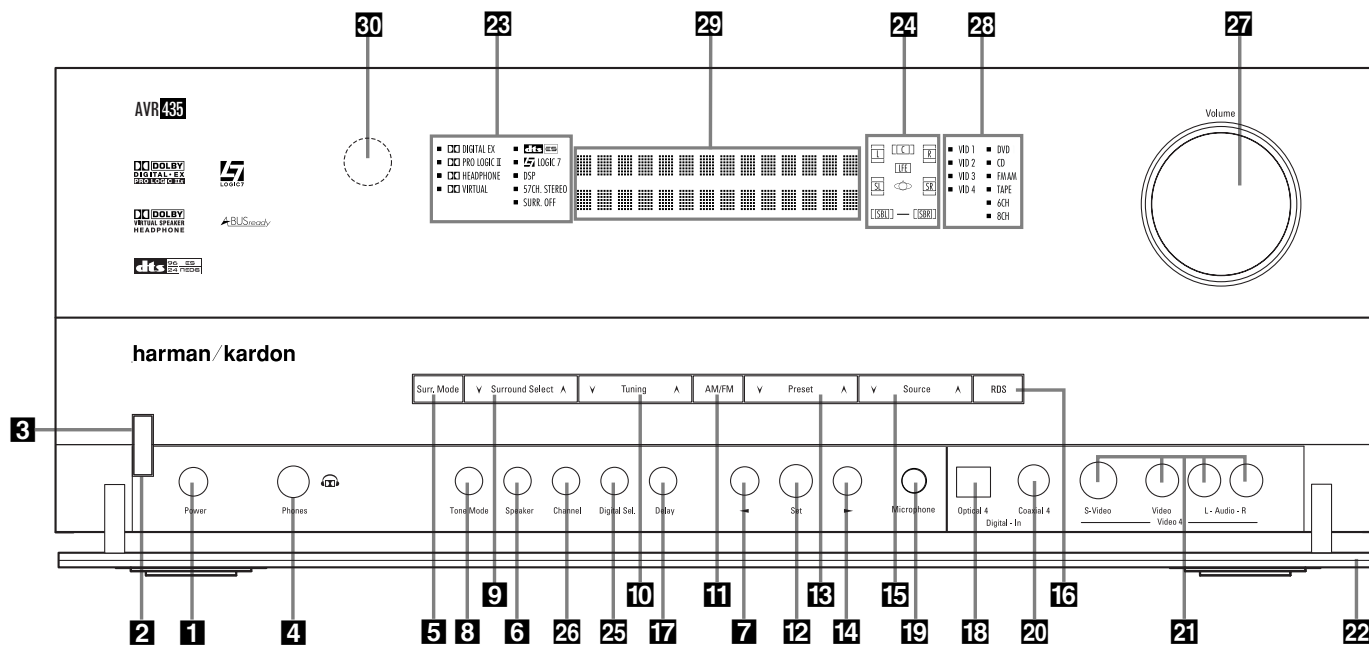 30 23 29 24 28 27
AVR 435
Volume
DIGITAL EX
PRO LOGIC II
HEADPHONE
VIRTUAL
dts ES
LOGIC 7
DSP
57CH. STEREO
SURR. OFF
L C R
LFE
SL SR
SBL SBR
VID 1
VID 2
VID 3
VID 4
DVD
CD
FM AM
TAPE
6CH
8CH
DOLBY
DIGITAL·EX
PRO LOGIC IIx
LOGIC7
DOLBY
VIRTUAL SPEAKER
HEADPHONE
A-BUSready
dts 96 ES
24 NEO6
harman/kardon
Surr. Mode
Surround Select
Tuning
AM/FM
Preset
Source
RDS
3
Power
Phones
Tone Mode
Speaker
Channel
Digital Sel.
Delay
◄
Set
►
Microphone
Optical 4
Coaxial 4
Digital - In
S-Video
Video
L - Audio - R
Video 4
9 10 11 13 15 16
2 1 4 5 8 6 26 25 17 7 12 14 19 18 20 21 22